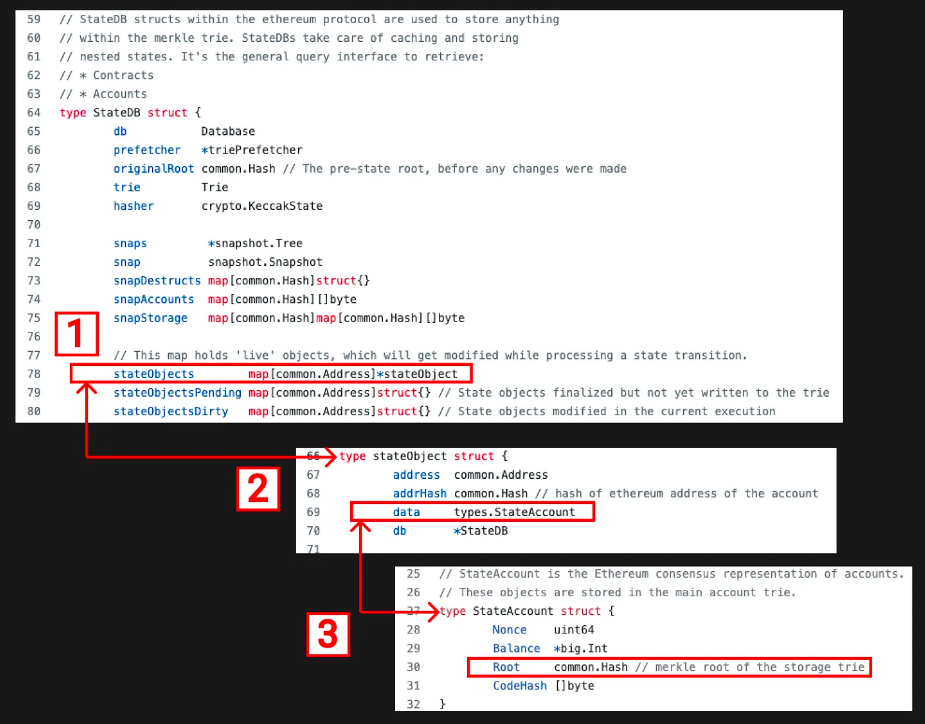 59 // StateDB structs within the ethereum protocol are used to store anything
60 // within the merkle trie. StateDBs take care of caching and storing
61 // nested states. It's the general query interface to retrieve:
62 // * Contracts
63 // * Accounts
64 type StateDB struct {
65 db Database
66 prefetcher *triePrefetcher
67 originalRoot common.Hash // The pre-state root, before any changes were made
68 trie Trie
69 hasher crypto.KeccakState
70
71 snaps *snapshot.Tree
72 snap snapshot.Snapshot
73 snapDestructs map[common.Hash]struct{}
74 snapAccounts map[common.Hash][]byte
75 snapStorage map[common.Hash]map[common.Hash][]byte
76
1
77 // This map holds 'live' objects, which will get modified while processing a state transition.
78 stateObjects map[common.Address]*stateObject
79 stateObjectsPending map[common.Address]struct{} // State objects finalized but not yet written to the trie
80 stateObjectsDirty map[common.Address]struct{} // State objects modified in the current execution
66 type stateObject struct {
67 address common.Address
2
68 addrHash common.Hash // hash of ethereum address of the account
69 data types.StateAccount
70 db *StateDB
71
25 // StateAccount is the Ethereum consensus representation of accounts.
26 // These objects are stored in the main account trie.
27 type StateAccount struct {
3
28 Nonce uint64
29 Balance *big.Int
30 Root common.Hash // merkle root of the storage trie
31 CodeHash []byte
32 }